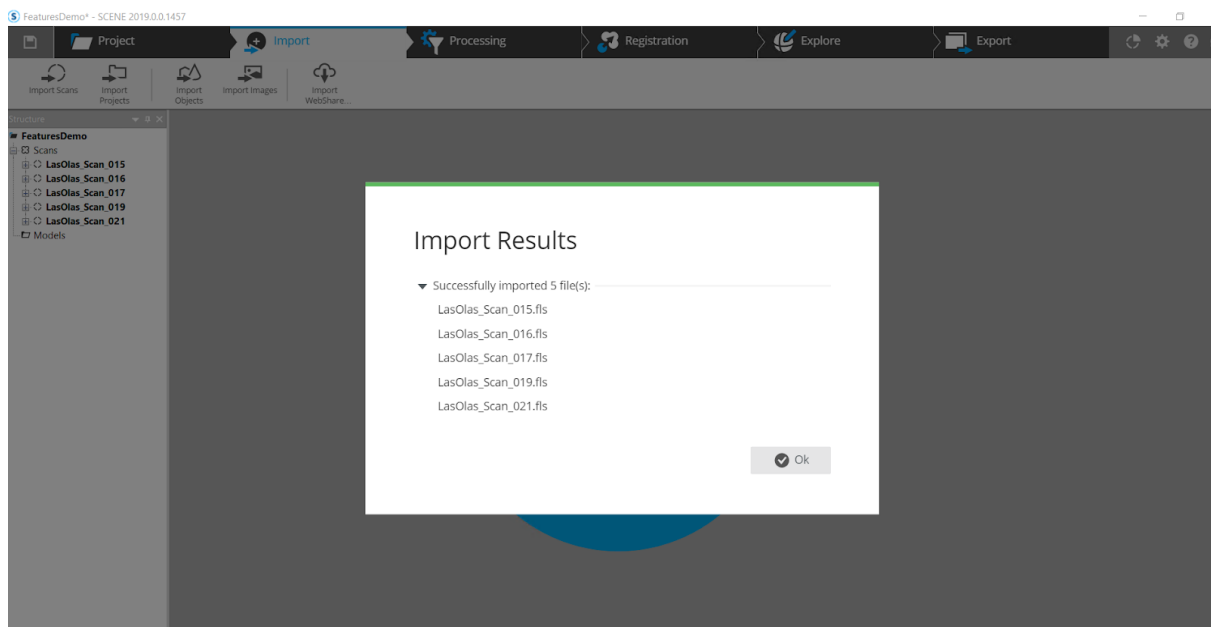 FeaturesDemo* - SCENE 2019.0.0.1457
Project
Import
Processing
Registration
Explore
Export
Import Scans
Import
Projects
Import
Objects
Import Images
Import
WebShare...
Structure
FeaturesDemo
Scans
LasOlas_Scan_015
LasOlas_Scan_016
LasOlas_Scan_017
LasOlas_Scan_019
LasOlas_Scan_021
Models
Import Results
Successfully imported 5 file(s):
LasOlas_Scan_015.fls
LasOlas_Scan_016.fls
LasOlas_Scan_017.fls
LasOlas_Scan_019.fls
LasOlas_Scan_021.fls
Ok